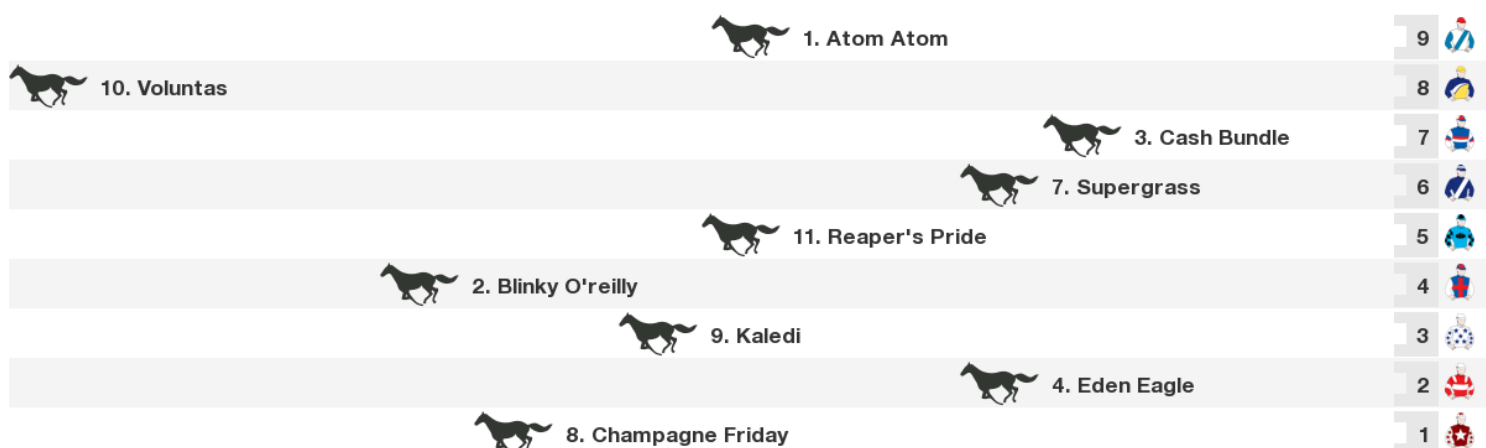 1. Atom Atom 9
10. Voluntas 8
3. Cash Bundle 7
7. Supergrass 6
11. Reaper's Pride 5
2. Blinky O'reilly 4
9. Kaledi 3
4. Eden Eagle 2
8. Champagne Friday 1